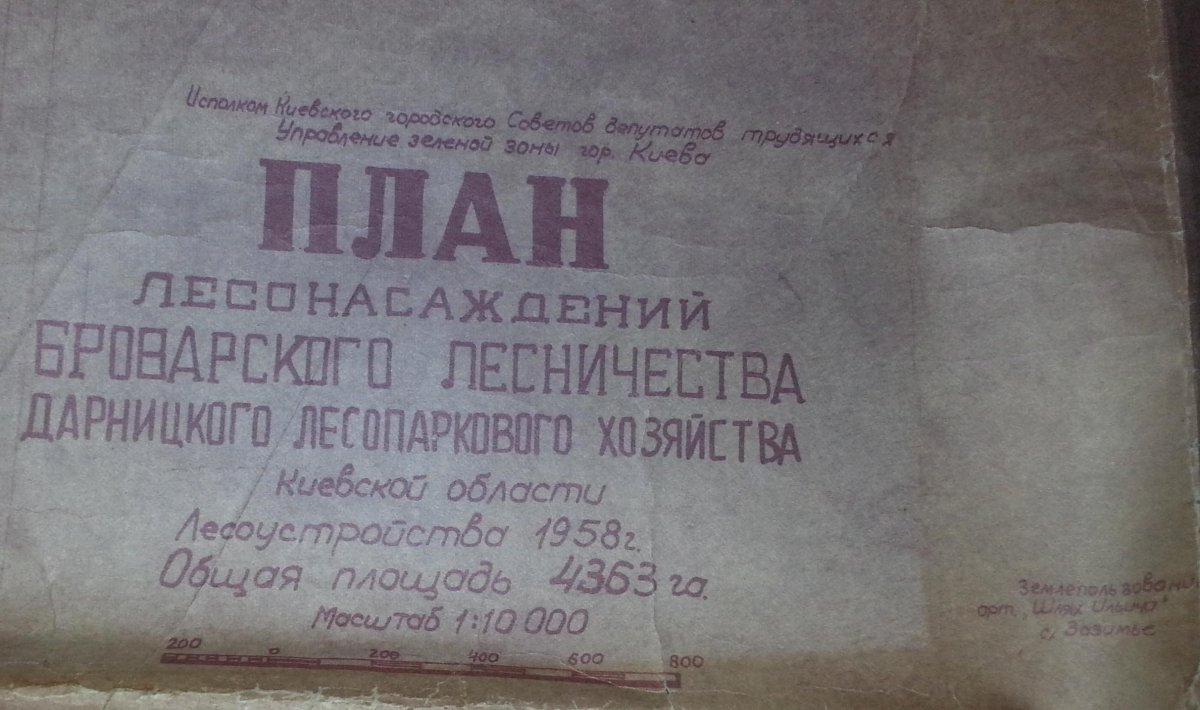 Исполком Киевского городского Советов депутатов трудящихся
Управление зеленой зоны гор. Киева
ПЛАН
ЛЕСОНАСАЖДЕНИЙ
БРОВАРСКОГО ЛЕСНИЧЕСТВА
ДАРНИЦКОГО ЛЕСОПАРКОВОГО ХОЗЯЙСТВА
Киевской области
Лесоустройства 1958г.
Общая площадь 4363 га.
Масштаб 1:10 000
200 0 200 400 600 800
Землепользовани
арт. "Шлях Ильича"
с. Зазимье